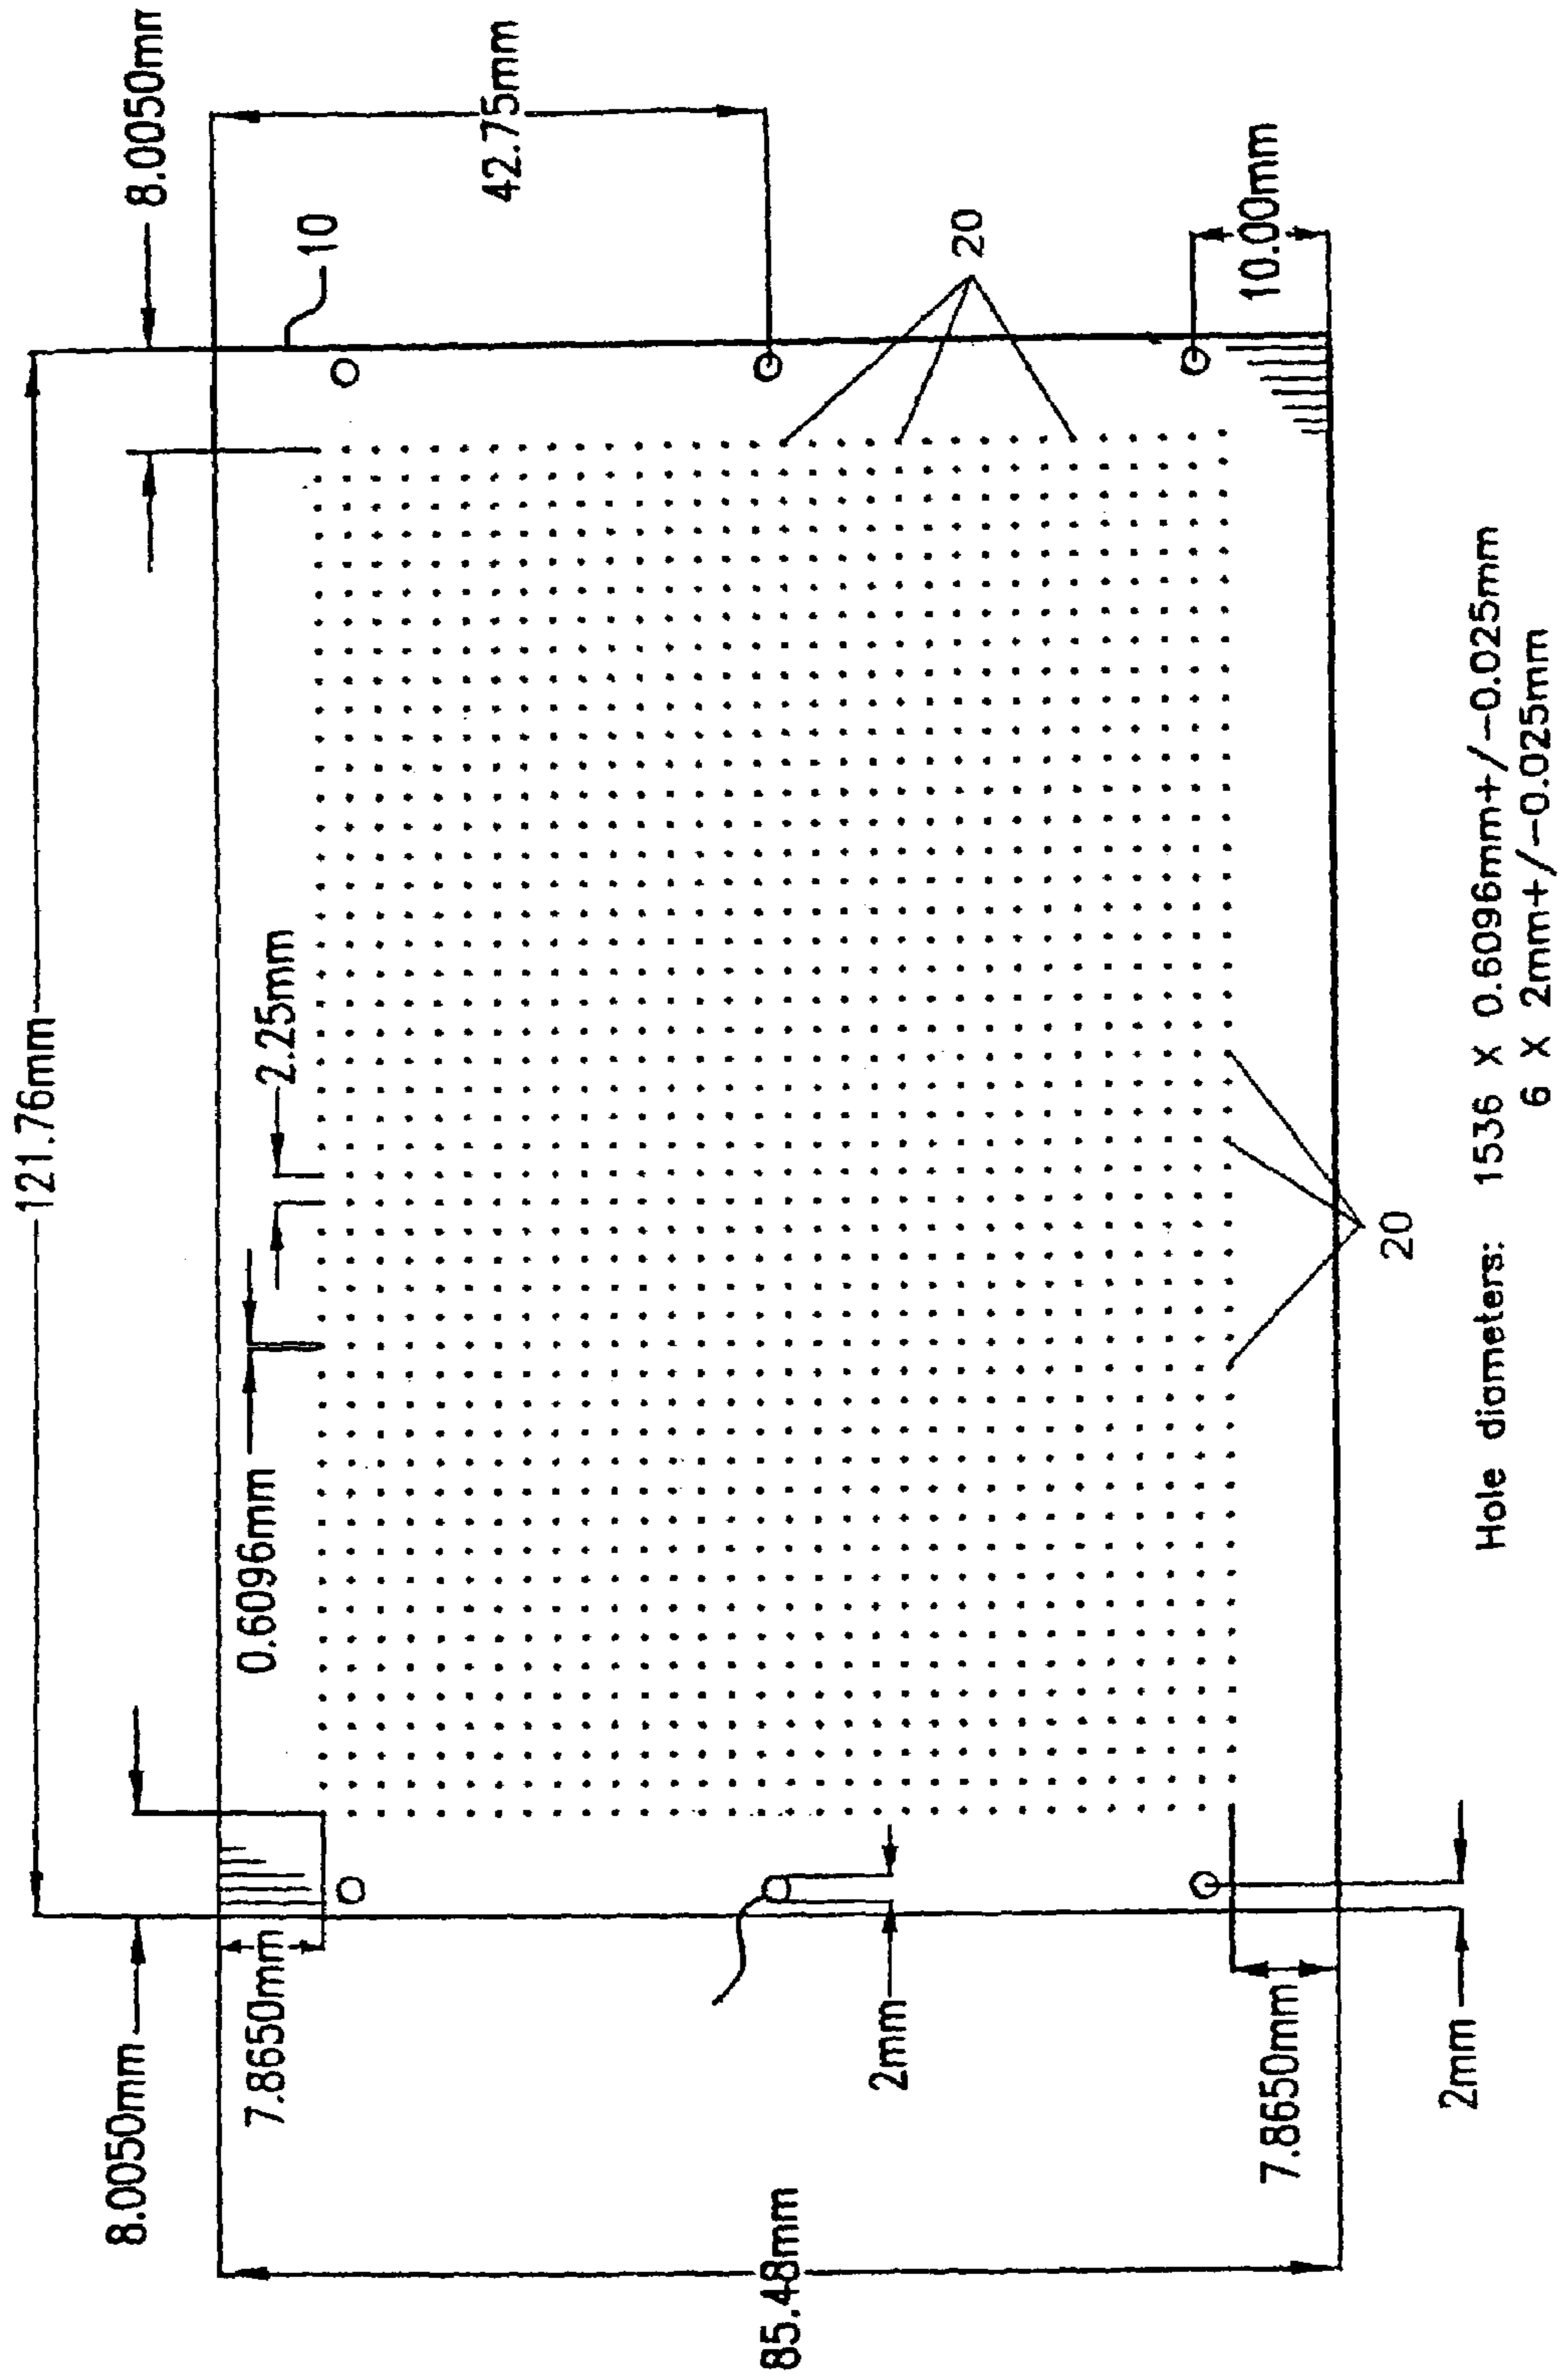 121.76mm
8.0050mm
8.0050mm
7.8650mm
0.6096mm
2.25mm
10
42.75mm
85.48mm
2mm
20
7.8650mm
10.00mm
2mm
20
Hole diameters: 1536 X 0.6096mm+/-0.025mm
6 X 2mm+/-0.025mm